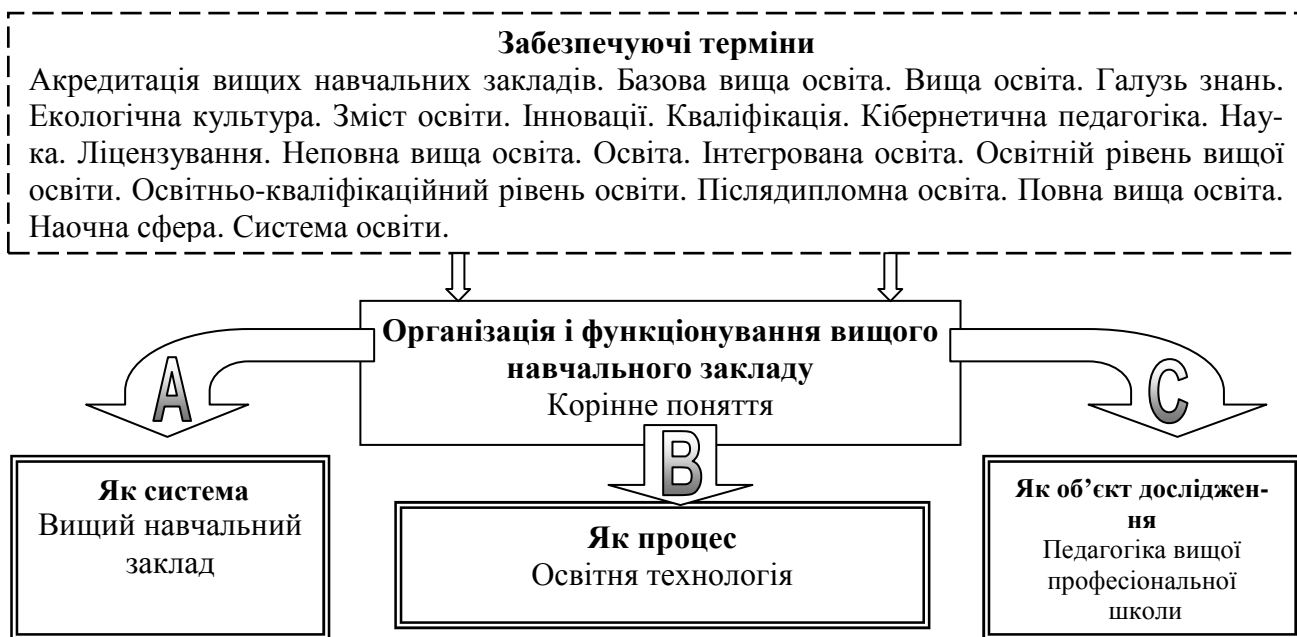 Забезпечуючі терміни
Акредитація вищих навчальних закладів. Базова вища освіта. Вища освіта. Галузь знань.
Екологічна культура. Зміст освіти. Інновації. Кваліфікація. Кібернетична педагогіка. Нау-
ка. Ліцензування. Неповна вища освіта. Освіта. Інтегрована освіта. Освітній рівень вищої
освіти. Освітньо-кваліфікаційний рівень освіти. Післядипломна освіта. Повна вища освіта.
Наочна сфера. Система освіти.
Організація і функціонування вищого
навчального закладу
Корінне поняття
A
B
C
Як система
Вищий навчальний
заклад
Як процес
Освітня технологія
Як об’єкт досліджен-
ня
Педагогіка вищої
професіональної
школи